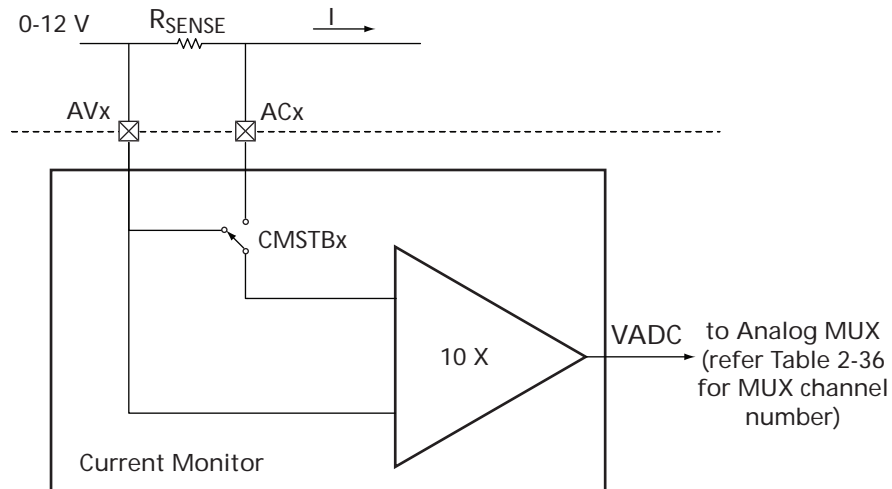 0-12 V
RSENSE
I
AVx
ACx
CMSTBx
10 X
VADC
to Analog MUX
(refer Table 2-36
for MUX channel
number)
Current Monitor